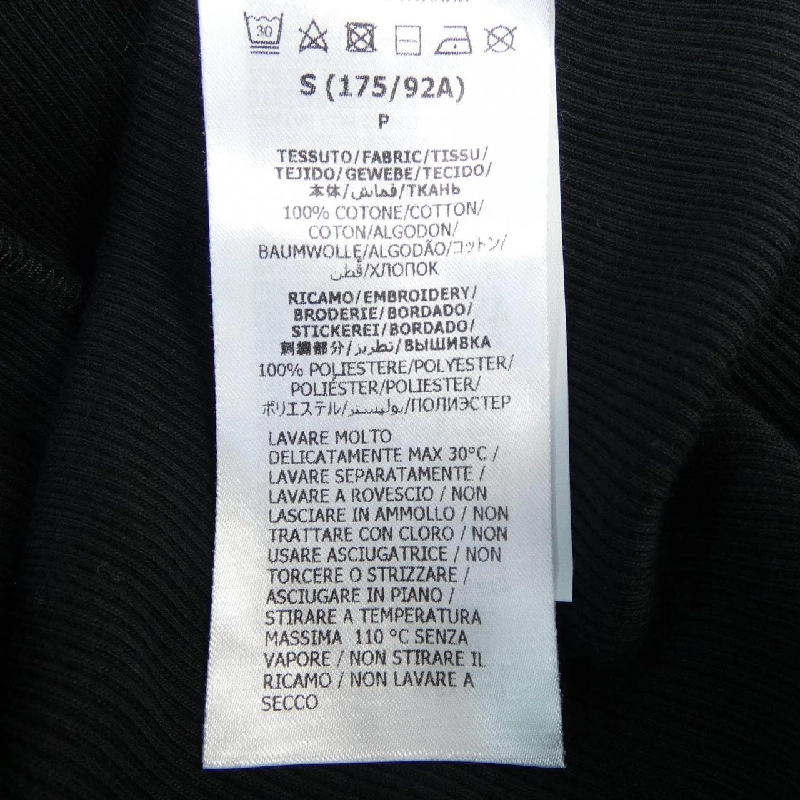 30
S (175/92A)
P
TESSUTO/FABRIC/TISSU/
TEJIDO/GEWEBE/TECIDO/
本体/قماش/ТКАНЬ
100% COTONE/COTTON/
COTON/ALGODON/
BAUMWOLLE/ALGODÃO/コットン/
قطن/ХЛОПОК
RICAMO/EMBROIDERY/
BRODERIE/BORDADO/
STICKEREI/BORDADO/
刺繍部分/تطريز/ВЫШИВКА
100% POLIESTERE/POLYESTER/
POLIÉSTER/POLIESTER/
ポリエステル/بوليستر/ПОЛИЭСТЕР
LAVARE MOLTO
DELICATAMENTE MAX 30°C /
LAVARE SEPARATAMENTE /
LAVARE A ROVESCIO / NON
LASCIARE IN AMMOLLO / NON
TRATTARE CON CLORO / NON
USARE ASCIUGATRICE / NON
TORCERE O STRIZZARE /
ASCIUGARE IN PIANO /
STIRARE A TEMPERATURA
MASSIMA 110 °C SENZA
VAPORE / NON STIRARE IL
RICAMO / NON LAVARE A
SECCO